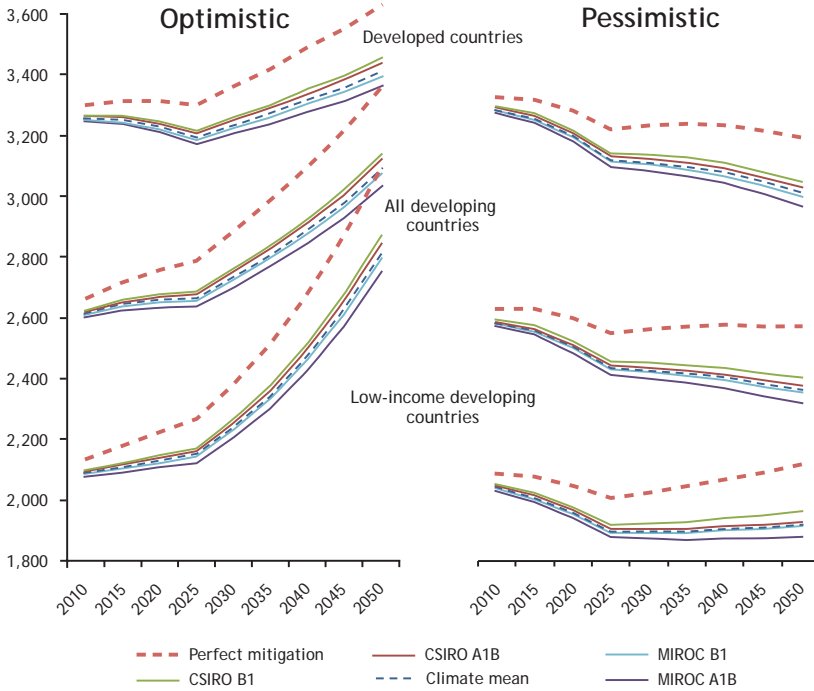 Optimistic
Pessimistic
3,600
3,400
3,200
3,000
2,800
2,600
2,400
2,200
2,000
1,800
Developed countries
All developing
countries
Low-income developing
countries
2010 2015 2020 2025 2030 2035 2040 2045 2050
2010 2015 2020 2025 2030 2035 2040 2045 2050
Perfect mitigation CSIRO A1B MIROC B1
CSIRO B1 Climate mean MIROC A1B